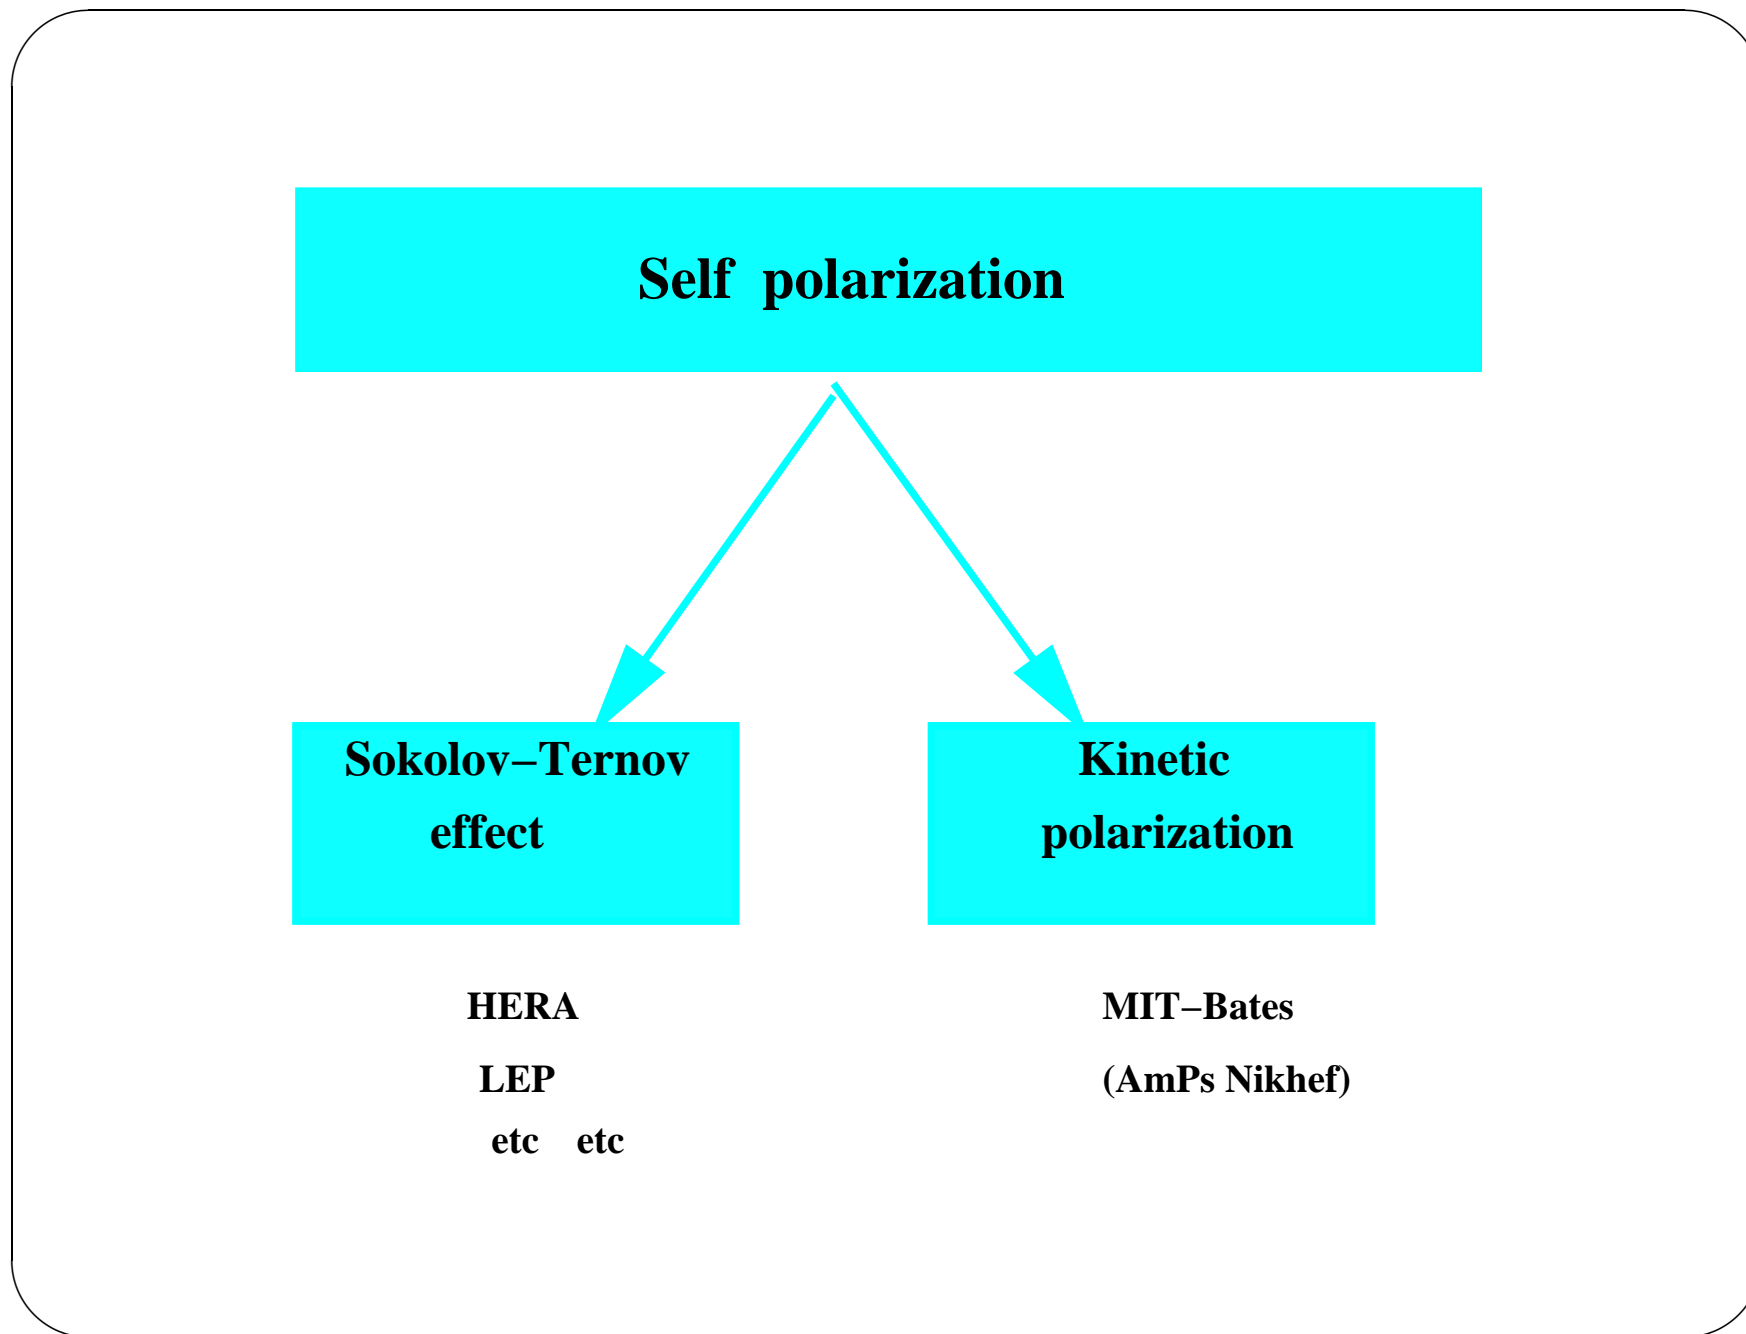 Self polarization
Sokolov−Ternov
effect
Kinetic
polarization
HERA
LEP
etc etc
MIT−Bates
(AmPs Nikhef)